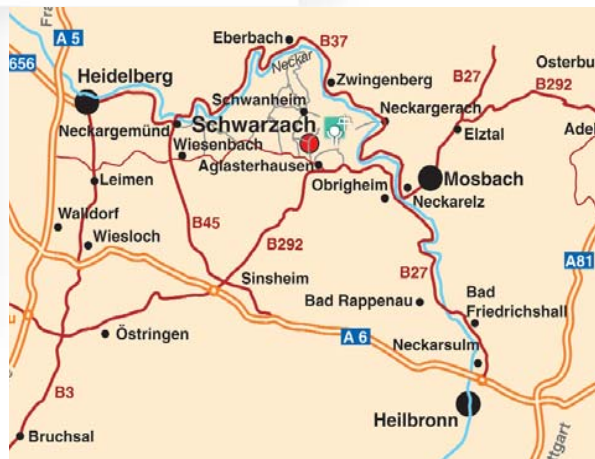 Fra
A 5
Eberbach
B37
Neckar
656
Heidelberg
Zwingenberg
B27
B292
Osterbu
Schwanheim
Neckargerach
Neckargemünd
Schwarzach
Elztal
Adel
Wiesenbach
Aglasterhausen
Mosbach
Leimen
Obrigheim
Neckarelz
Walldorf
B45
Wiesloch
B292
A81
Sinsheim
B27
Bad Rappenau
Bad
Friedrichshall
Östringen
A 6
Neckarsulm
B3
Heilbronn
Bruchsal
ttgart